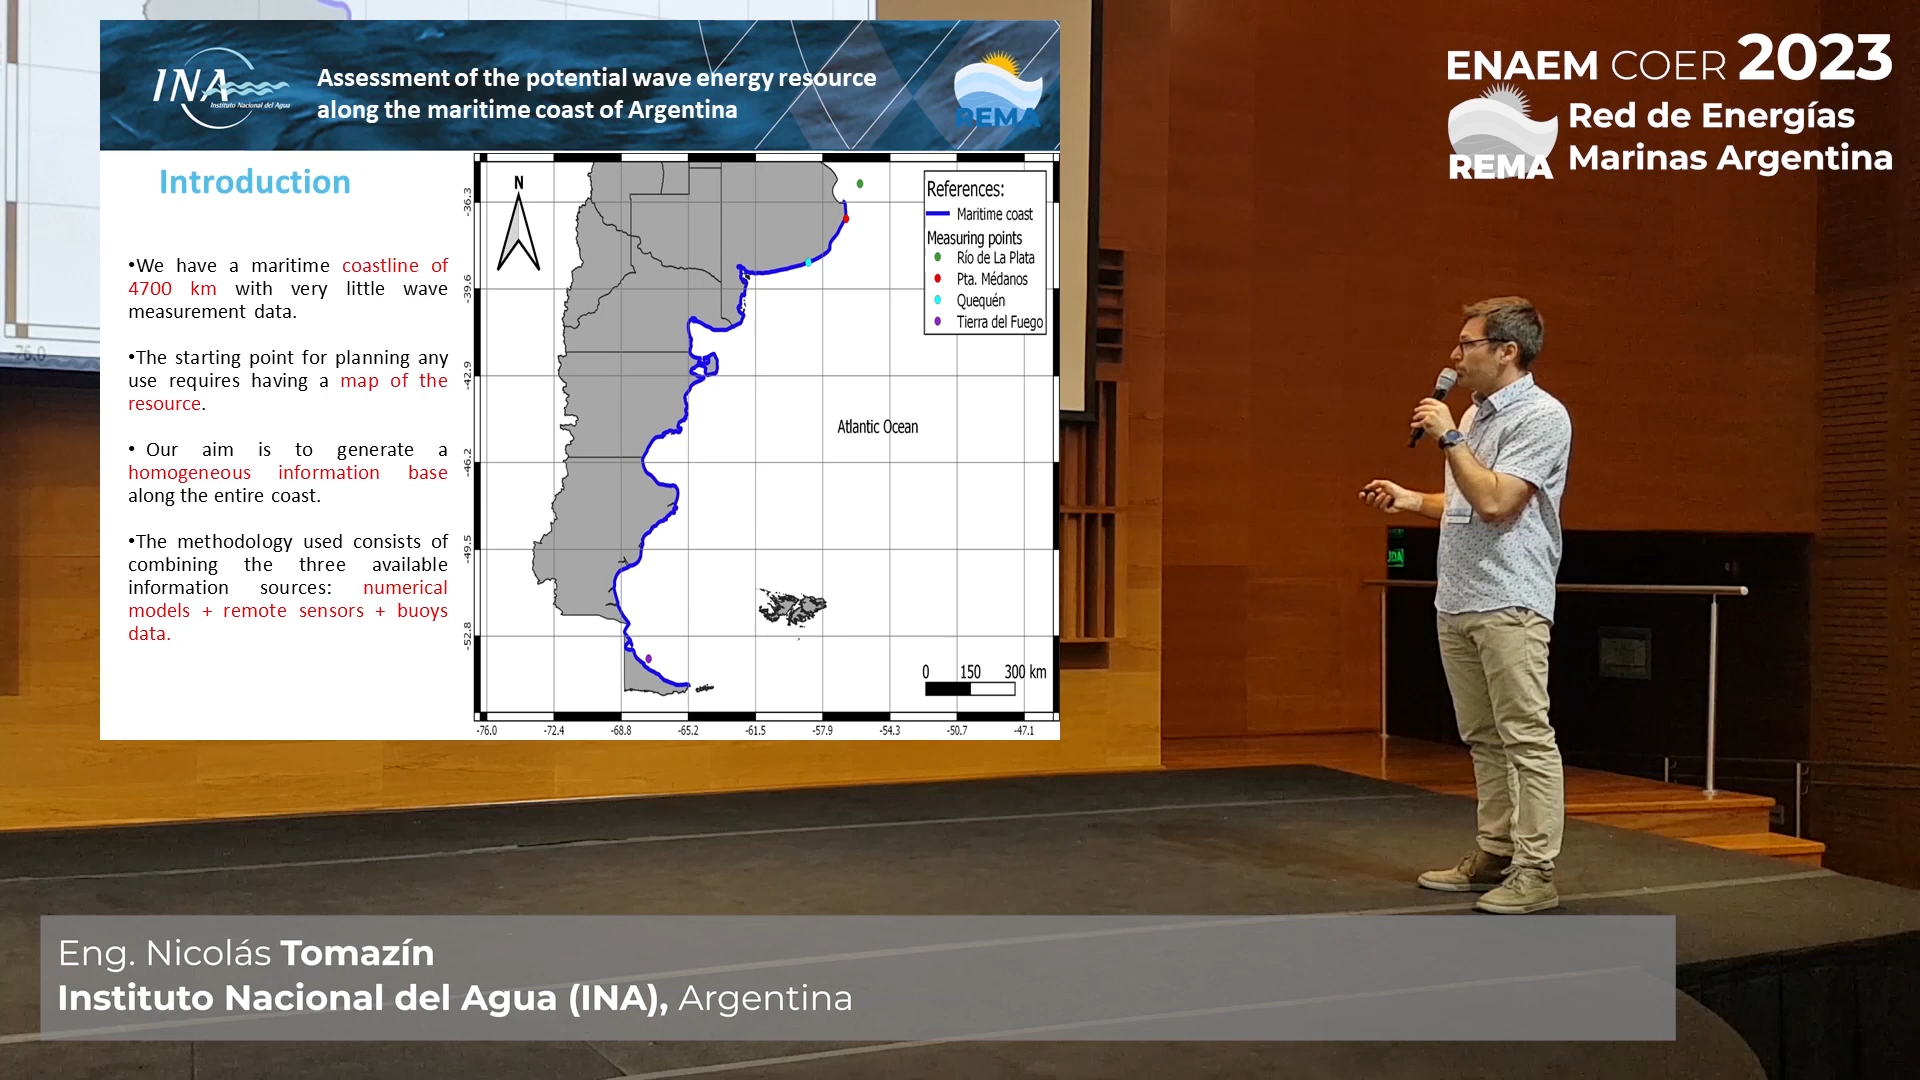 INA
Instituto Nacional del Agua
Assessment of the potential wave energy resource
along the maritime coast of Argentina
REMA
ENAEM COER 2023
REMA
Red de Energías
Marinas Argentina
Introduction
•We have a maritime coastline of
4700 km with very little wave
measurement data.
•The starting point for planning any
use requires having a map of the
resource.
• Our aim is to generate a
homogeneous information base
along the entire coast.
•The methodology used consists of
combining the three available
information sources: numerical
models + remote sensors + buoys
data.
N
References:
Maritime coast
Measuring points
Río de La Plata
Pta. Médanos
Quequén
Tierra del Fuego
Atlantic Ocean
0 150 300 km
-36.3
-39.6
-42.9
-46.2
-49.5
-52.8
-76.0 -72.4 -68.8 -65.2 -61.5 -57.9 -54.3 -50.7 -47.1
-76.0
Eng. Nicolás Tomazín
Instituto Nacional del Agua (INA), Argentina